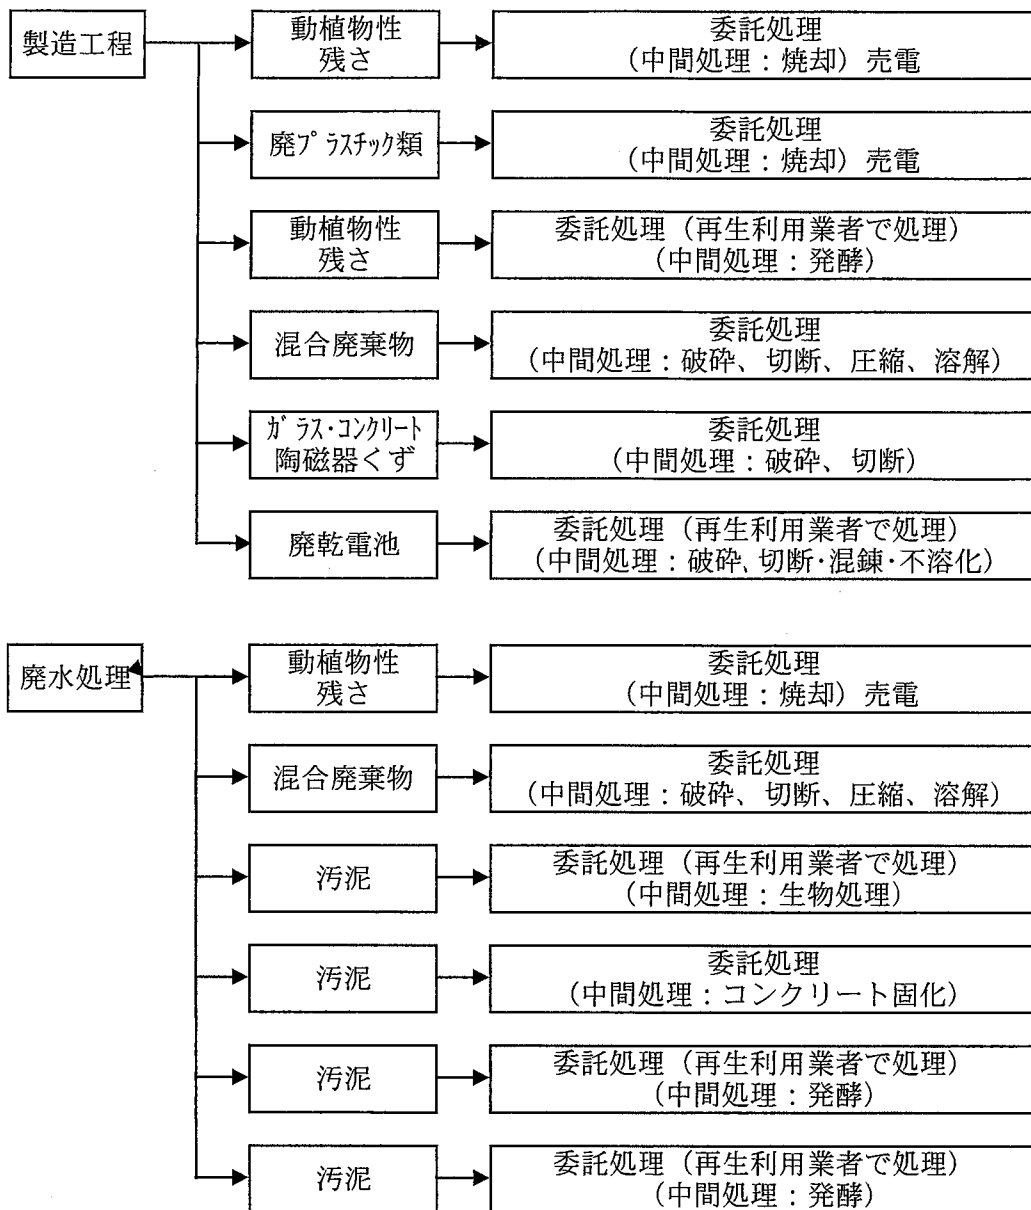 製造工程
動植物性
残さ
委託処理
(中間処理：焼却) 売電
廃プラスチック類
委託処理
(中間処理：焼却) 売電
動植物性
残さ
委託処理 (再生利用業者で処理)
(中間処理：発酵)
混合廃棄物
委託処理
(中間処理：破砕、切断、圧縮、溶解)
ガラス・コンクリート
陶磁器くず
委託処理
(中間処理：破砕、切断)
廃乾電池
委託処理 (再生利用業者で処理)
(中間処理：破砕、切断・混錬・不溶化)
廃水処理
動植物性
残さ
委託処理
(中間処理：焼却) 売電
混合廃棄物
委託処理
(中間処理：破砕、切断、圧縮、溶解)
汚泥
委託処理 (再生利用業者で処理)
(中間処理：生物処理)
汚泥
委託処理
(中間処理：コンクリート固化)
汚泥
委託処理 (再生利用業者で処理)
(中間処理：発酵)
汚泥
委託処理 (再生利用業者で処理)
(中間処理：発酵)